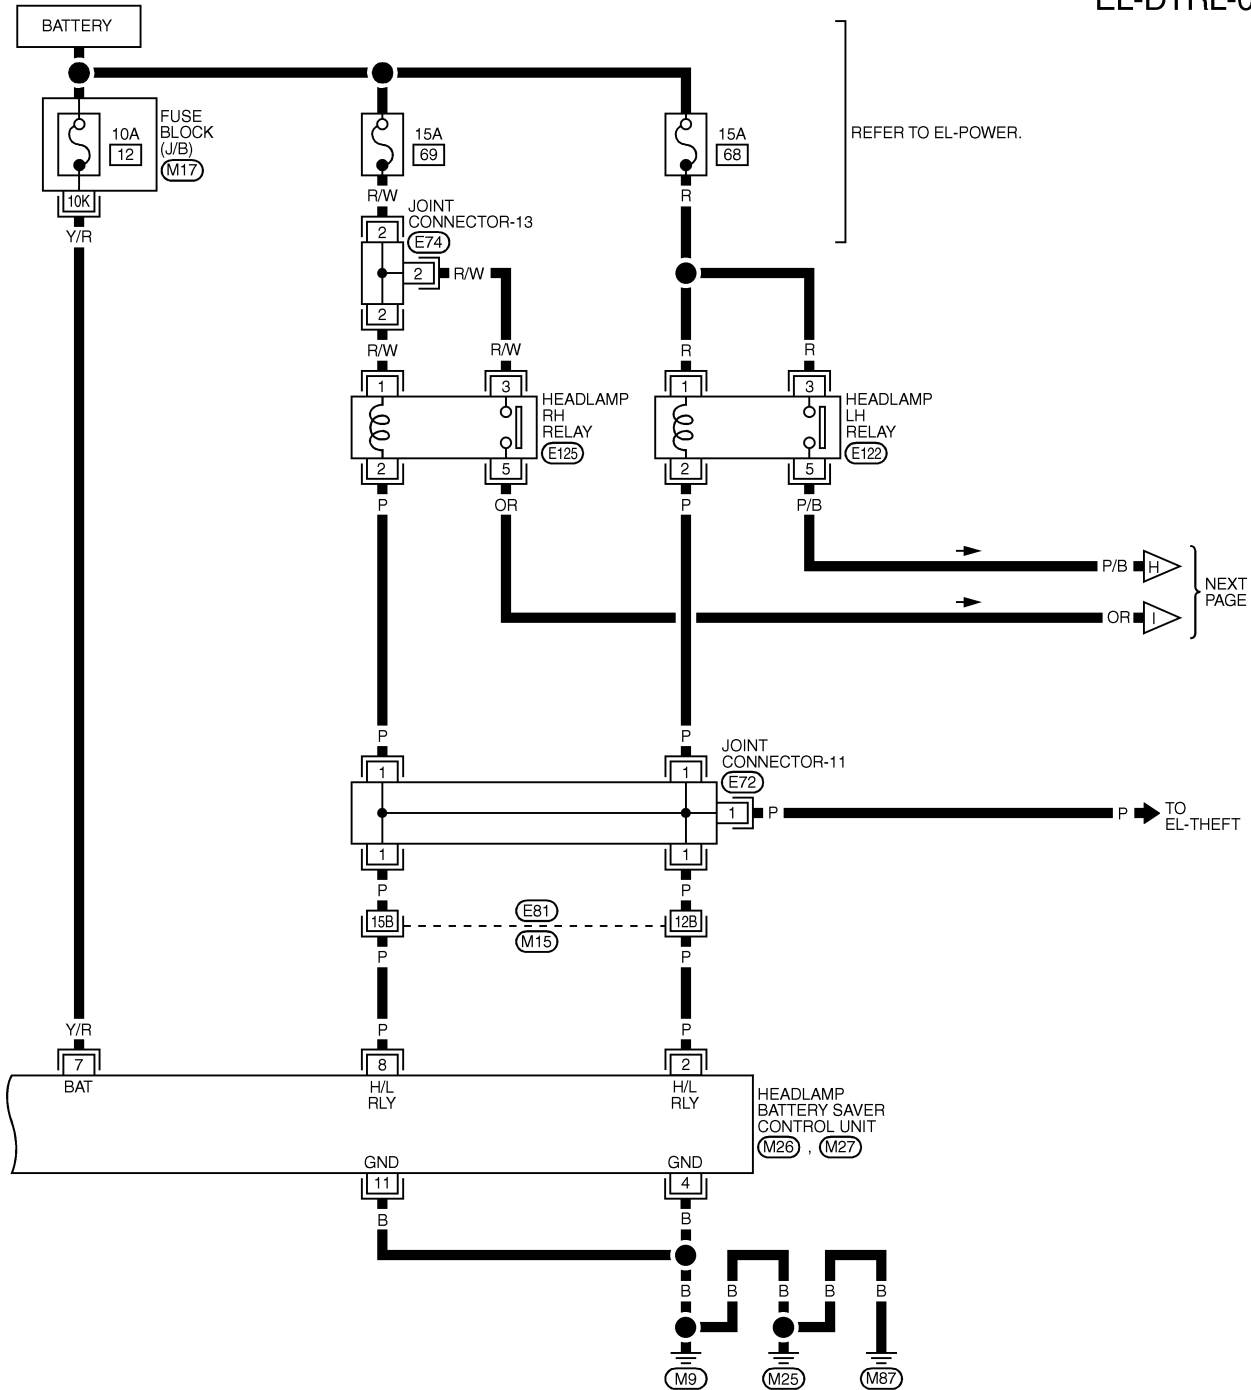 BATTERY
10A
12
FUSE
BLOCK
(J/B)
M17
10K
Y/R
15A
69
R/W
15A
68
R
REFER TO EL-POWER.
JOINT
CONNECTOR-13
E74
2
2
R/W
2
R/W
R/W
R
R
1
3
HEADLAMP
RH
RELAY
E125
2
5
1
3
HEADLAMP
LH
RELAY
E122
2
5
P
OR
P
P/B
P/B
H
OR
I
NEXT
PAGE
P
P
JOINT
CONNECTOR-11
E72
1
1
1
P
P
TO
EL-THEFT
1
1
P
P
15B
E81
M15
12B
P
P
Y/R
P
P
7
8
2
BAT
H/L
RLY
H/L
RLY
HEADLAMP
BATTERY SAVER
CONTROL UNIT
M26 , M27
GND
GND
11
4
B
B
B
B
B
B
B
M9
M25
M87